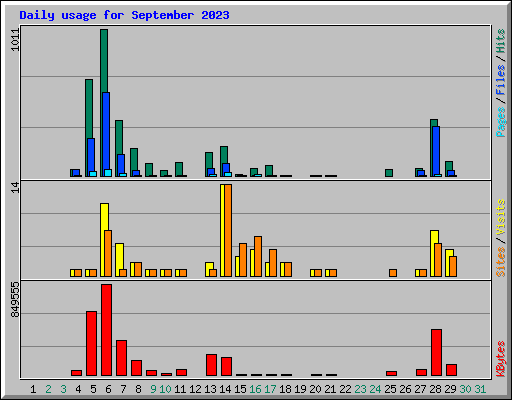 Daily usage for September 2023
1011
Pages / Files / Hits
14
Sites / Visits
849555
KBytes
1 2 3 4 5 6 7 8 9 10 11 12 13 14 15 16 17 18 19 20 21 22 23 24 25 26 27 28 29 30 31